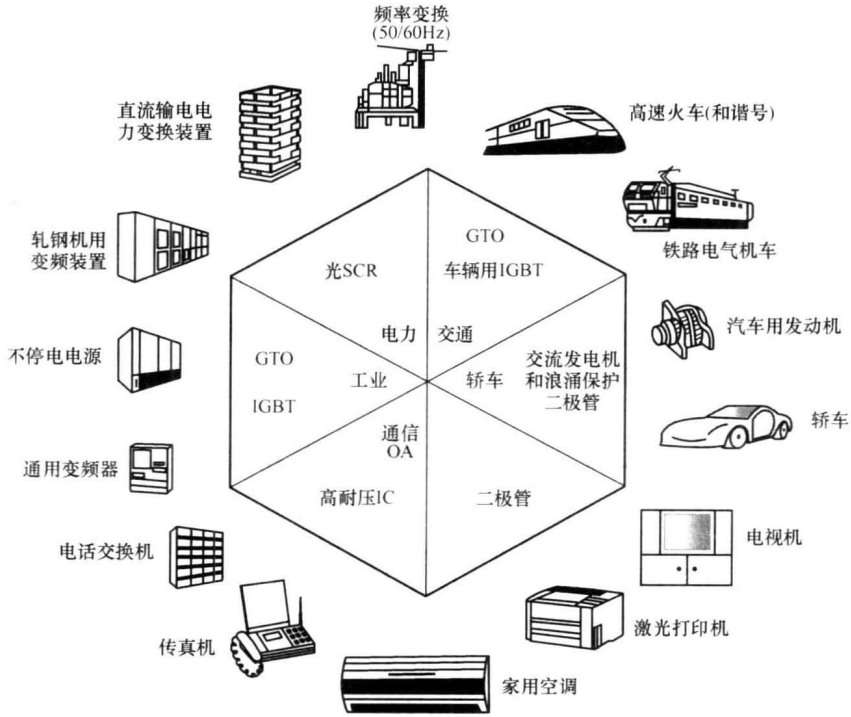 频率变换
(50/60Hz)
直流输电电
力变换装置
高速火车(和谐号)
轧钢机用
变频装置
GTO
铁路电气机车
光SCR
车辆用IGBT
电力
交通
汽车用发动机
不停电电源
GTO
工业
轿车
交流发电机
和浪涌保护
二极管
IGBT
轿车
通信
OA
通用变频器
高耐压IC
二极管
电话交换机
电视机
传真机
激光打印机
家用空调